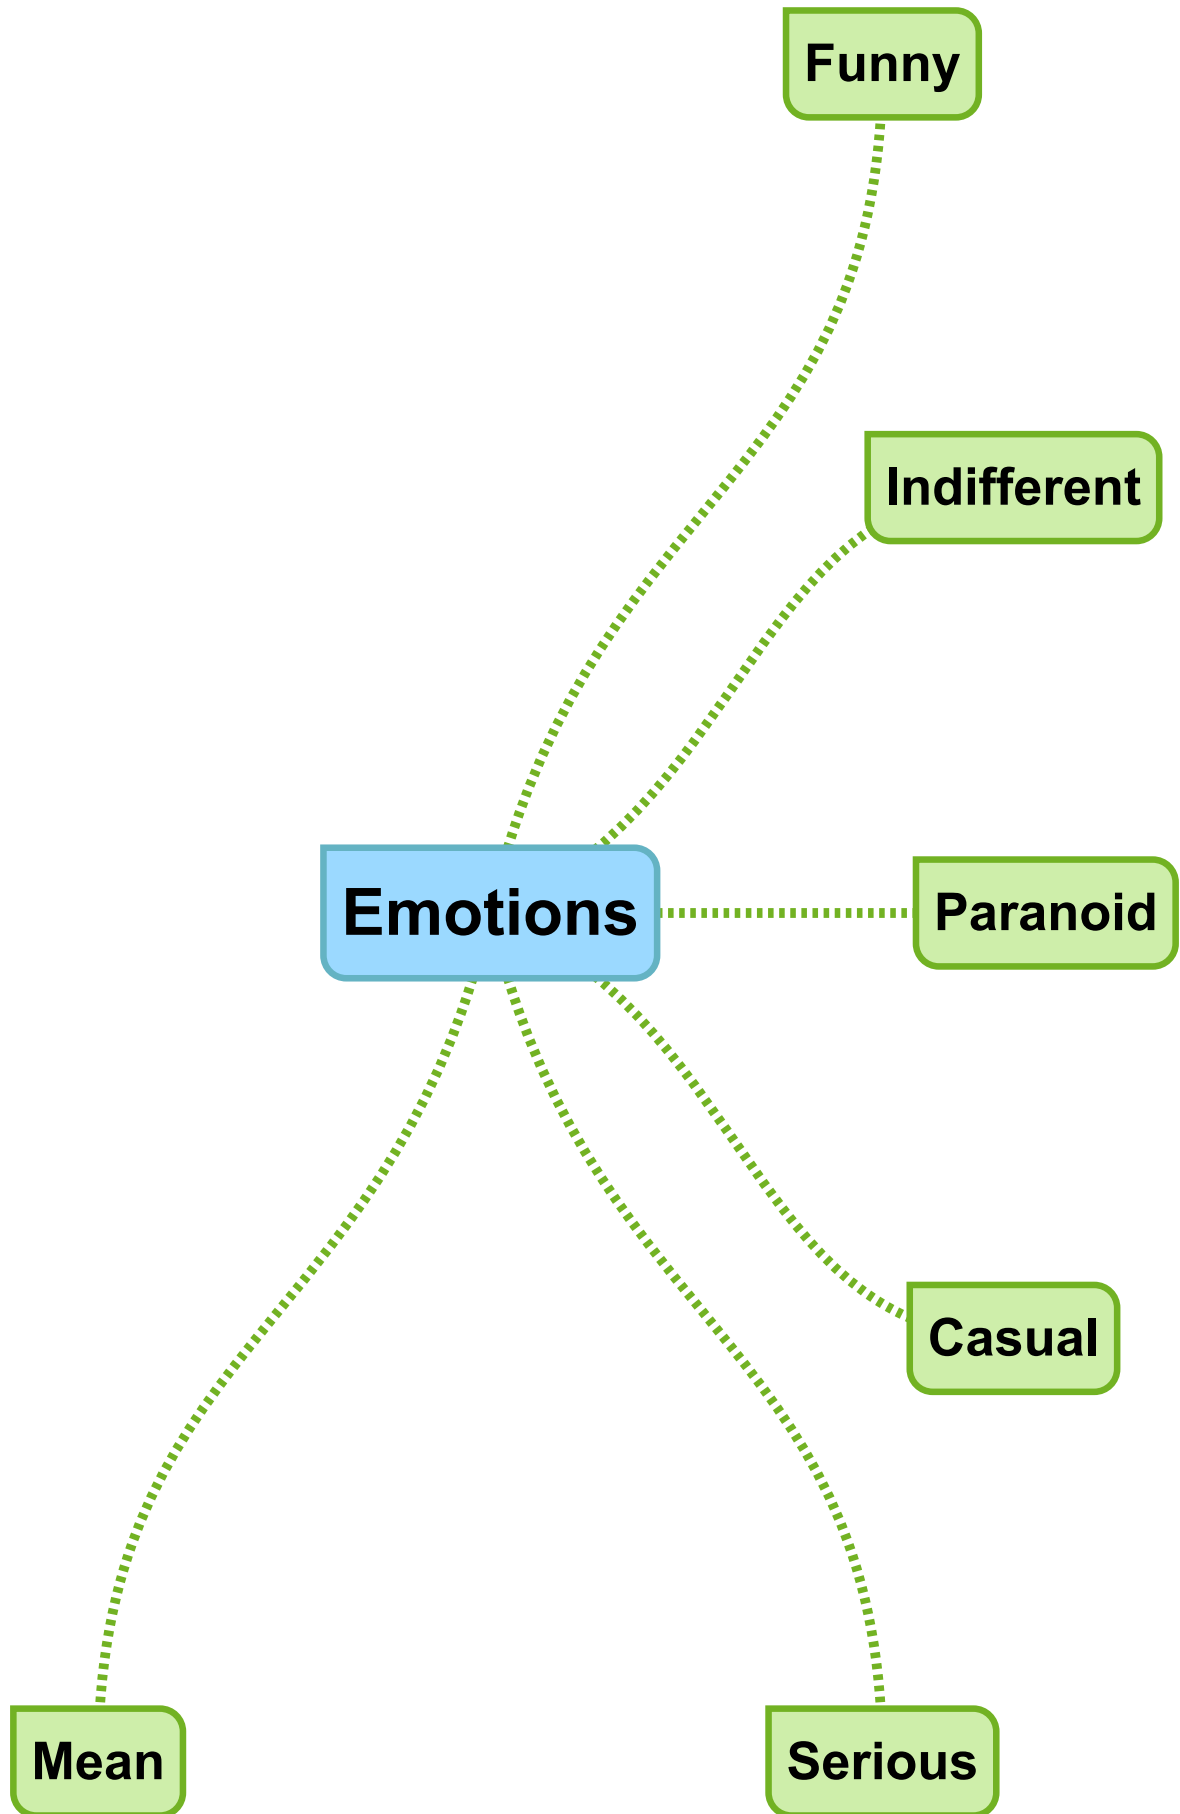 Funny
Indifferent
Emotions
Paranoid
Casual
Mean
Serious